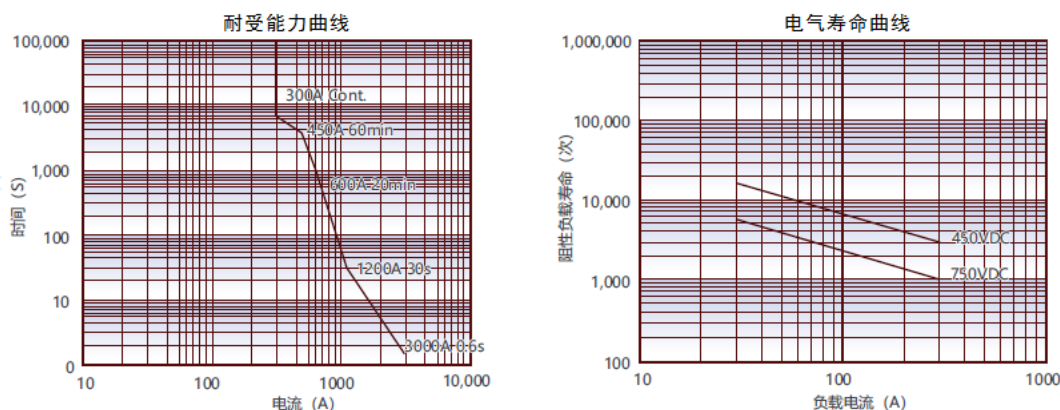 耐受能力曲线
100,000
10,000
1,000
100
10
0
时间（S）
300A Cont.
450A 60min
600A 20min
1200A 30s
3000A 0.6s
10
100
1000
10,000
电流（A）
电气寿命曲线
1,000,000
100,000
10,000
1,000
100
阻性负载寿命（次）
450VDC
750VDC
10
100
1000
负载电流（A）